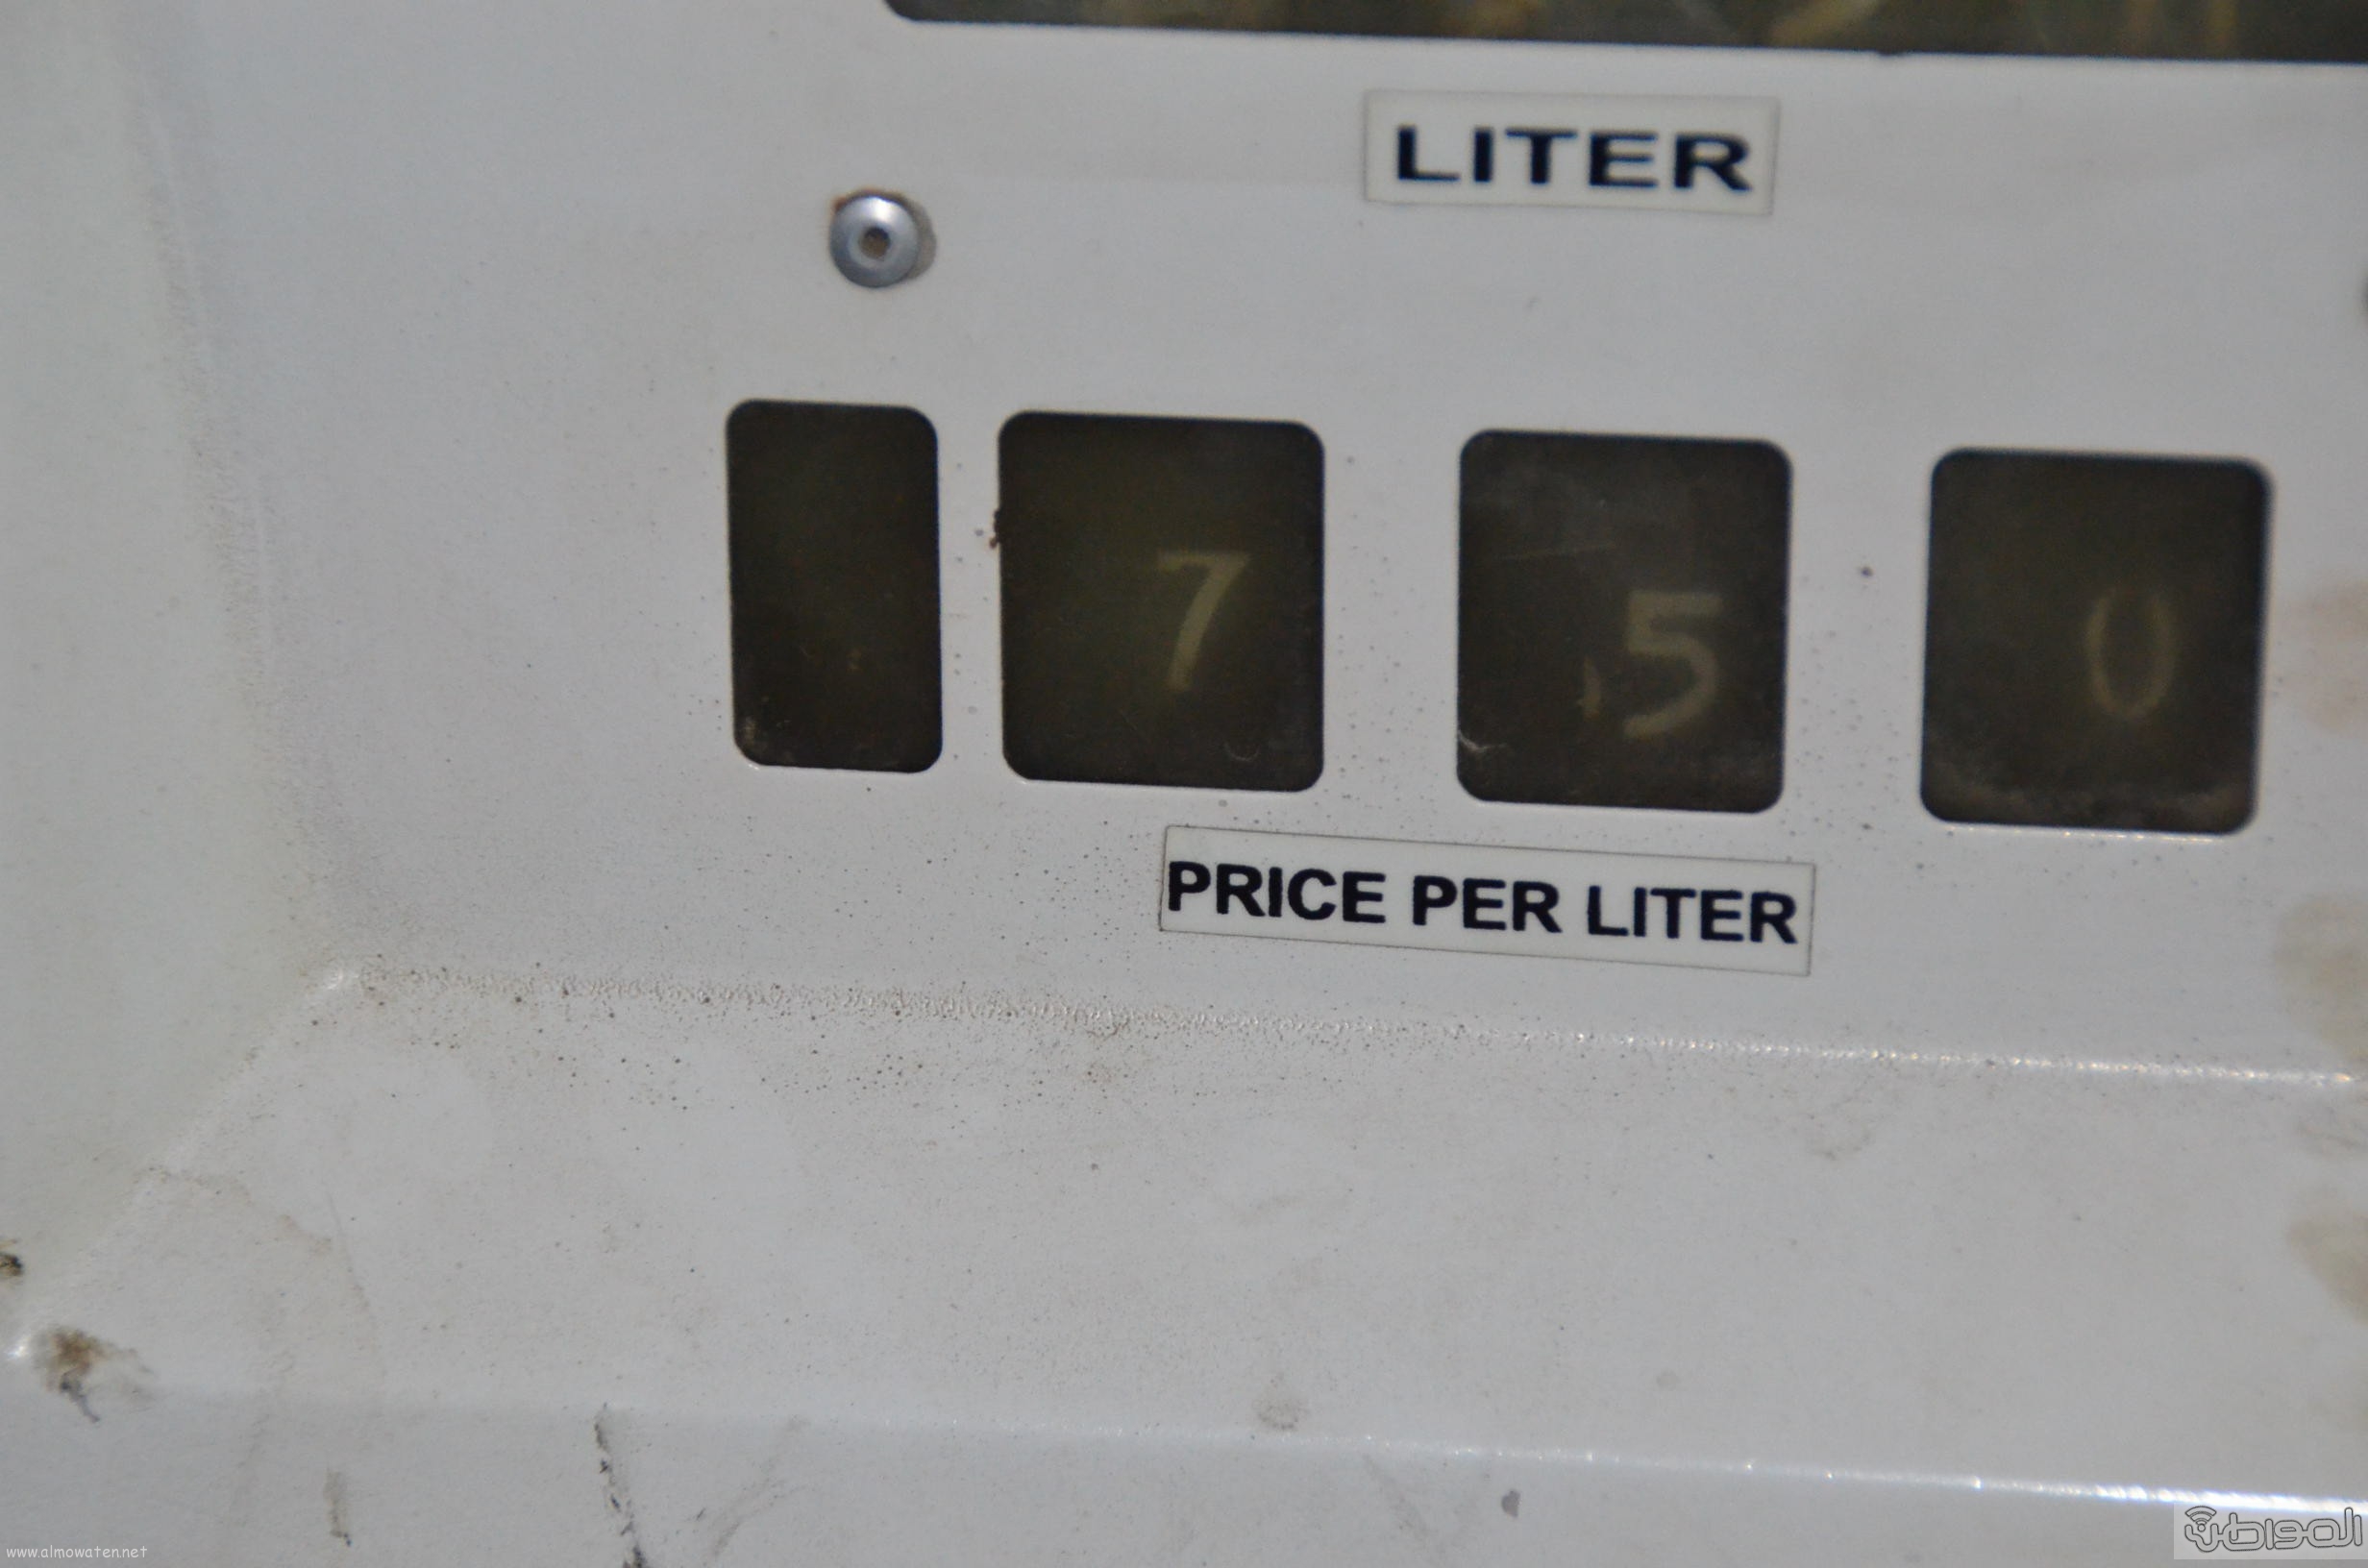 LITER
7 ,5 0
PRICE PER LITER
www.almowaten.net
المواطن